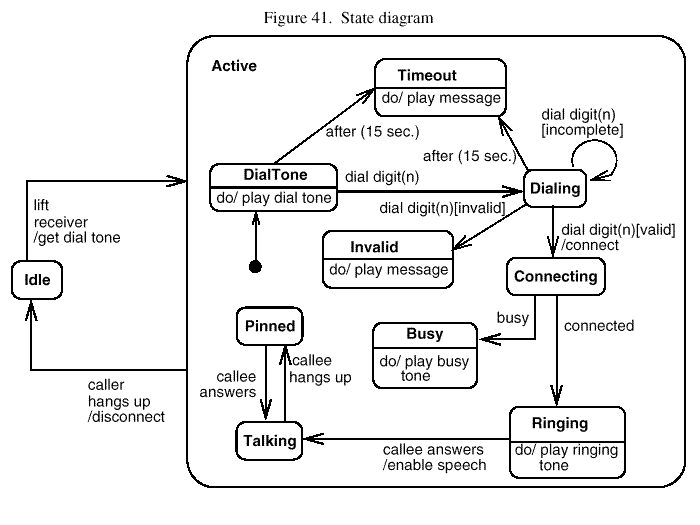 Figure 41.  State diagram
Active
Timeout
do/ play message
dial digit(n)
[incomplete]
after (15 sec.)
after (15 sec.)
DialTone
do/ play dial tone
dial digit(n)
Dialing
lift
receiver
/get dial tone
dial digit(n)[invalid]
dial digit(n)[valid]
/connect
Invalid
do/ play message
Idle
Connecting
Pinned
busy
connected
Busy
do/ play busy
tone
callee
hangs up
callee
answers
caller
hangs up
/disconnect
Ringing
do/ play ringing
tone
Talking
callee answers
/enable speech